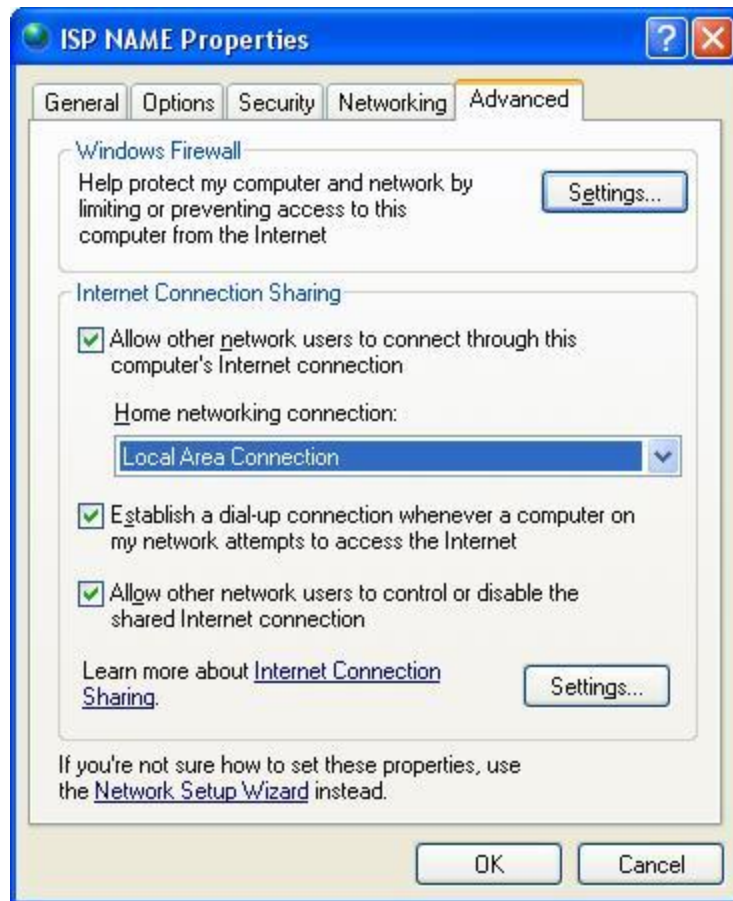 ISP NAME Properties
General Options Security Networking Advanced
Windows Firewall
Help protect my computer and network by
limiting or preventing access to this
computer from the Internet
Settings...
Internet Connection Sharing
Allow other network users to connect through this
computer's Internet connection
Home networking connection:
Local Area Connection
Establish a dial-up connection whenever a computer on
my network attempts to access the Internet
Allow other network users to control or disable the
shared Internet connection
Learn more about Internet Connection
Sharing.
Settings...
If you're not sure how to set these properties, use
the Network Setup Wizard instead.
OK Cancel